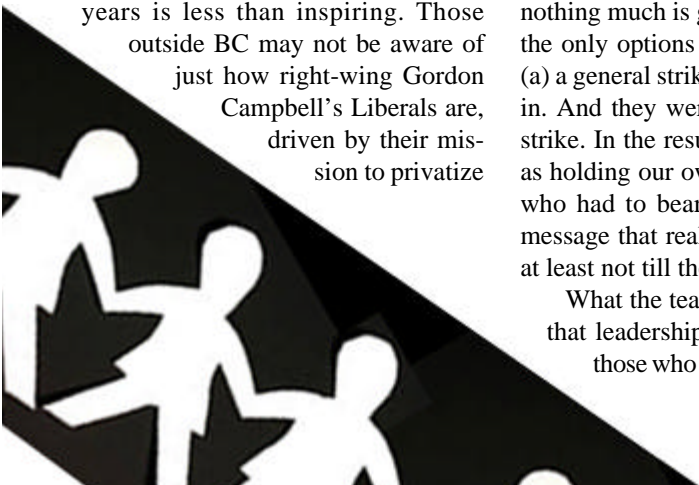 years is less than inspiring. Those
outside BC may not be aware of
just how right-wing Gordon
Campbell's Liberals are,
driven by their mis-
sion to privatize
nothing much is
the only options
(a) a general strik
in. And they wer
strike. In the resu
as holding our ow
who had to bear
message that real
at least not till th
What the tea
that leadership
those who